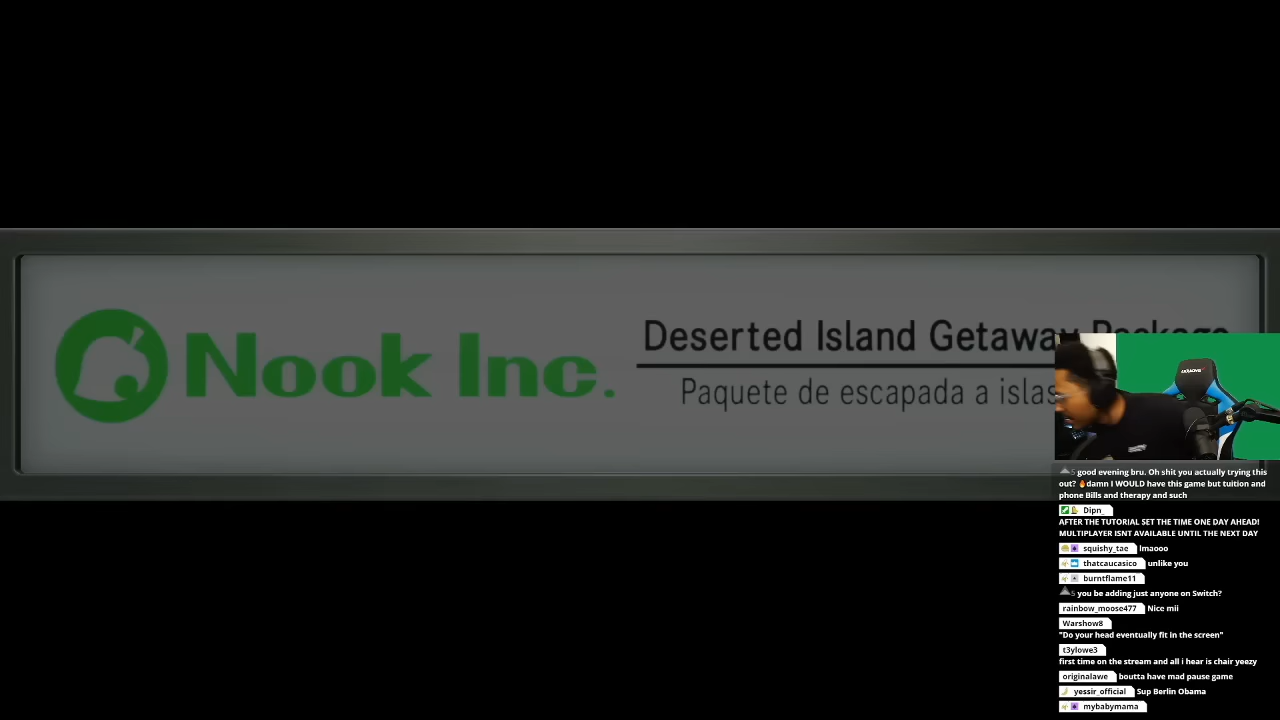 Nook Inc.
Deserted Island Getaway Package
Paquete de escapada a islas
AKRACING
5 good evening bru. Oh shit you actually trying this
out? 🔥damn I WOULD have this game but tuition and
phone Bills and therapy and such
Dipn_
AFTER THE TUTORIAL SET THE TIME ONE DAY AHEAD!
MULTIPLAYER ISNT AVAILABLE UNTIL THE NEXT DAY
squishy_tae lmaooo
thatcaucasico unlike you
burntflame11
5 you be adding just anyone on Switch?
rainbow_moose477 Nice mii
Warshow8
"Do your head eventually fit in the screen"
t3ylowe3
first time on the stream and all i hear is chair yeezy
originalawe boutta have mad pause game
yessir_official Sup Berlin Obama
mybabymama